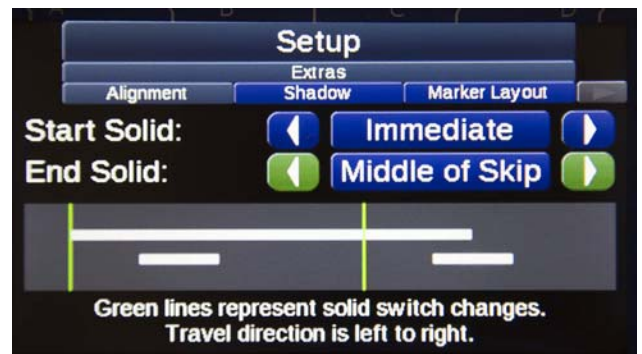 Setup
Extras
Alignment Shadow Marker Layout
Start Solid: Immediate
End Solid: Middle of Skip
Green lines represent solid switch changes.
Travel direction is left to right.